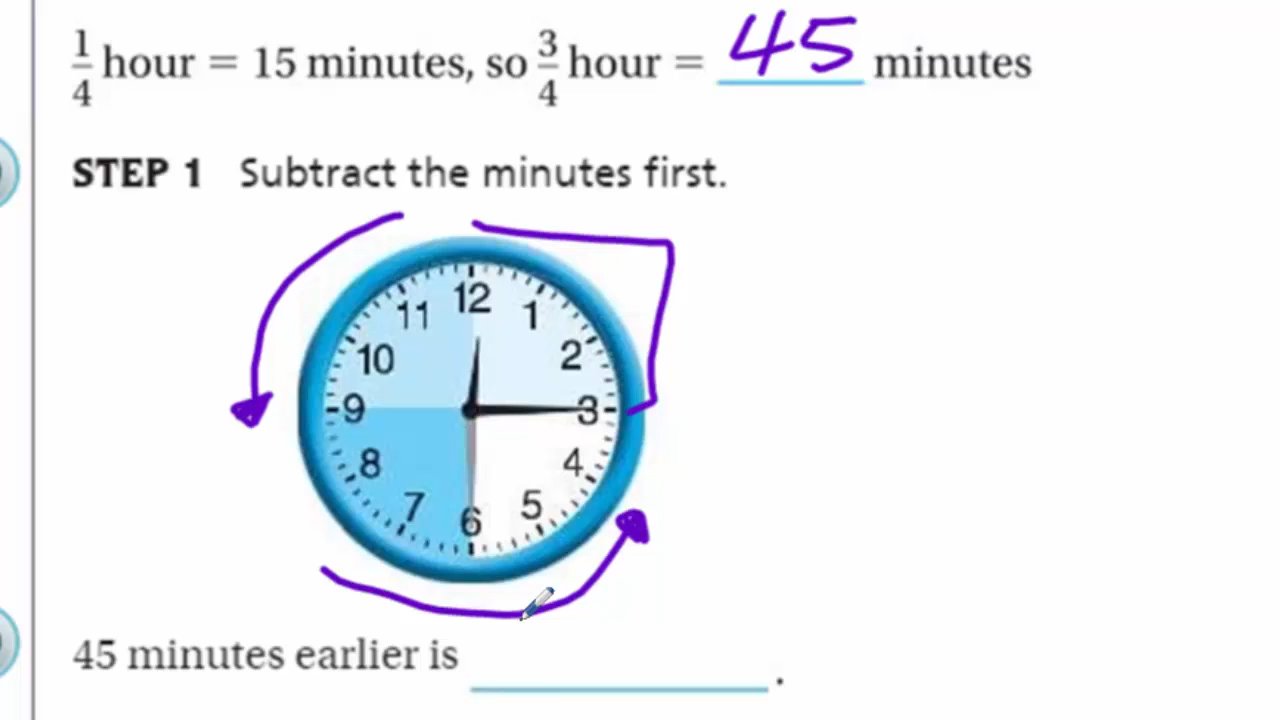 1/4 hour = 15 minutes, so 3/4 hour = 45 minutes
STEP 1 Subtract the minutes first.
12
11 1
10 2
9 3
8 4
7 5
6
45 minutes earlier is .